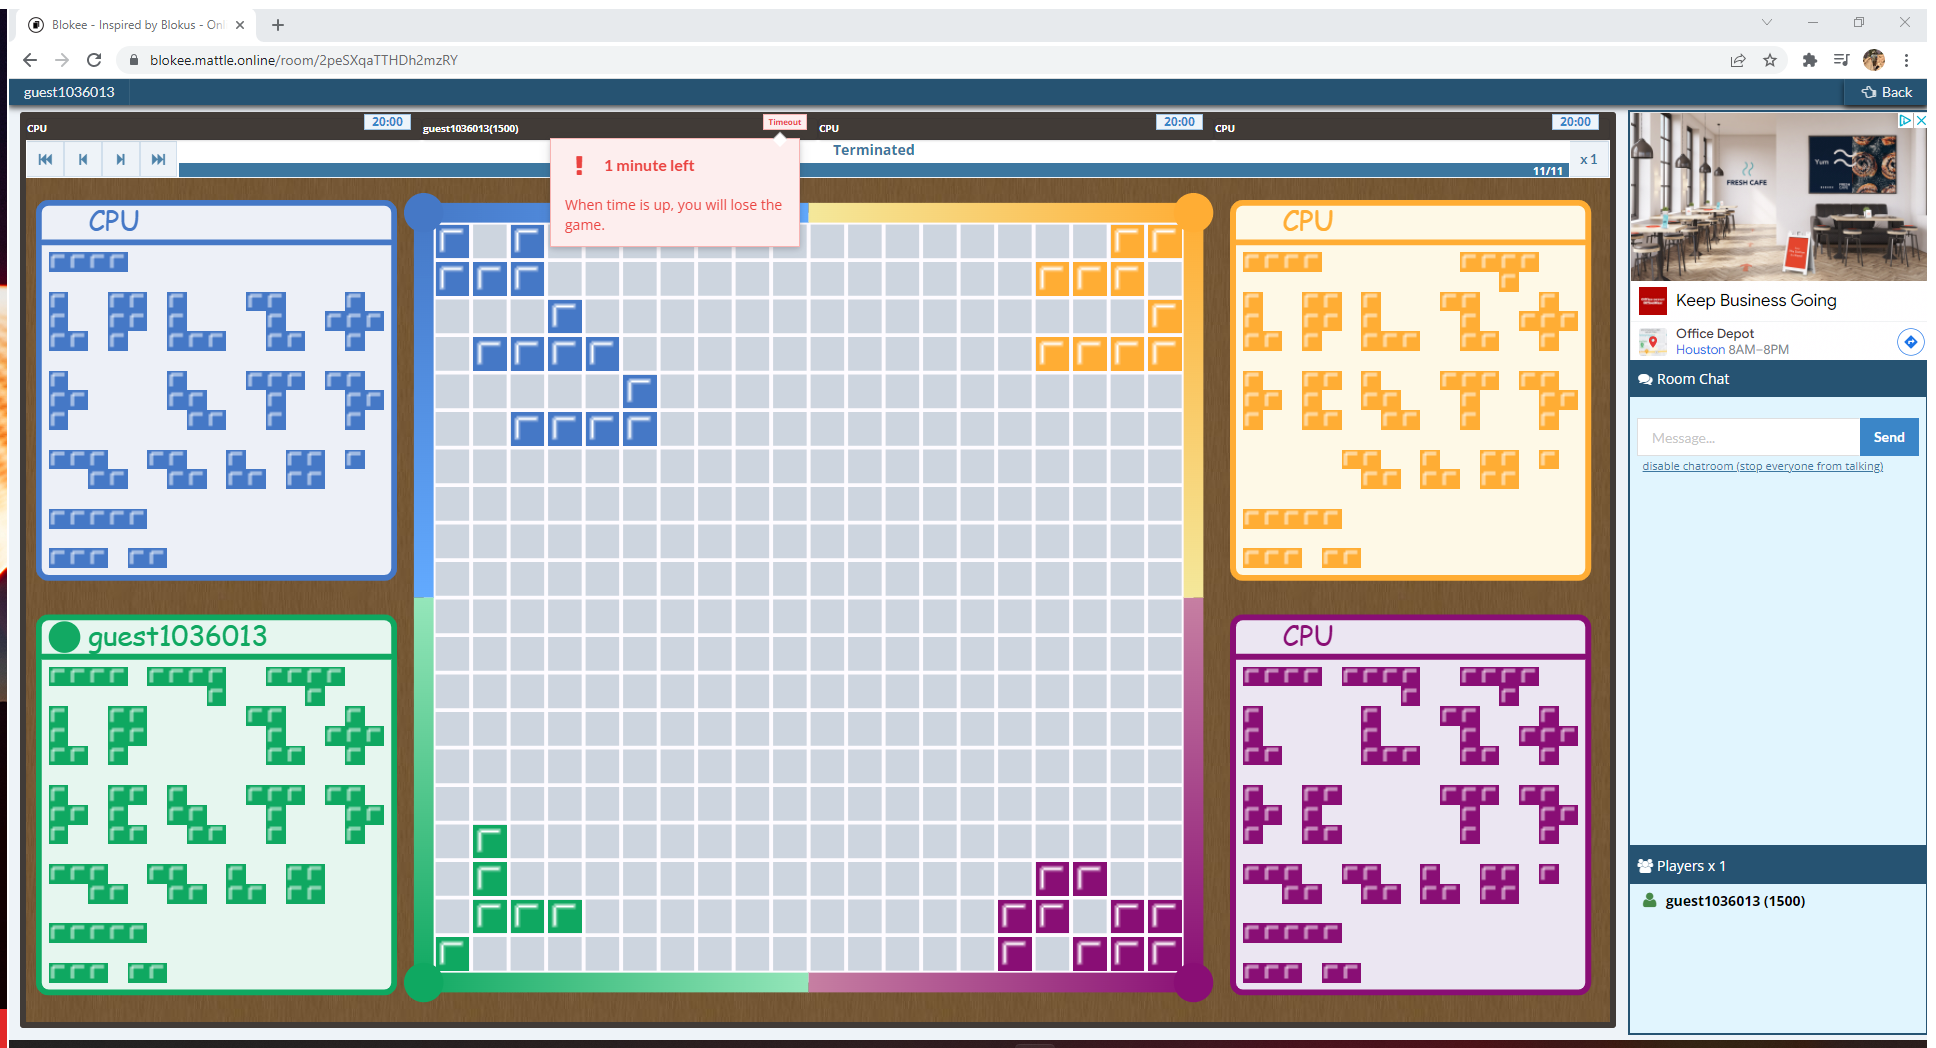 Blokee - Inspired by Blokus - Onl
blokee.mattle.online/room/2peSXqaTTHDh2mzRY
guest1036013
Back
CPU
20:00
guest1036013(1500)
Timeout
CPU
20:00
CPU
20:00
Terminated
11/11
x 1
! 1 minute left
When time is up, you will lose the
game.
CPU
CPU
guest1036013
CPU
FRESH CAFE
Yum
Keep Business Going
Office Depot
Houston 8AM–8PM
Room Chat
Message...
Send
disable chatroom (stop everyone from talking)
Players x 1
guest1036013 (1500)